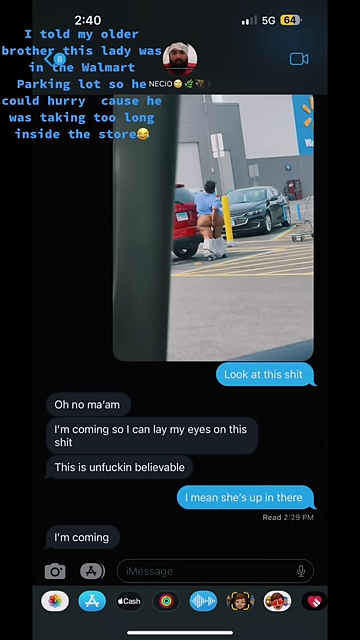 2:40
5G 64
I told my older
brother this lady was
in the Walmart
Parking lot so he
could hurry cause he
was taking too long
inside the store😂
8
NECIO
Look at this shit
Oh no ma'am
I'm coming so I can lay my eyes on this
shit
This is unfuckin believable
I mean she's up in there
Read 2:29 PM
I'm coming
iMessage
Cash